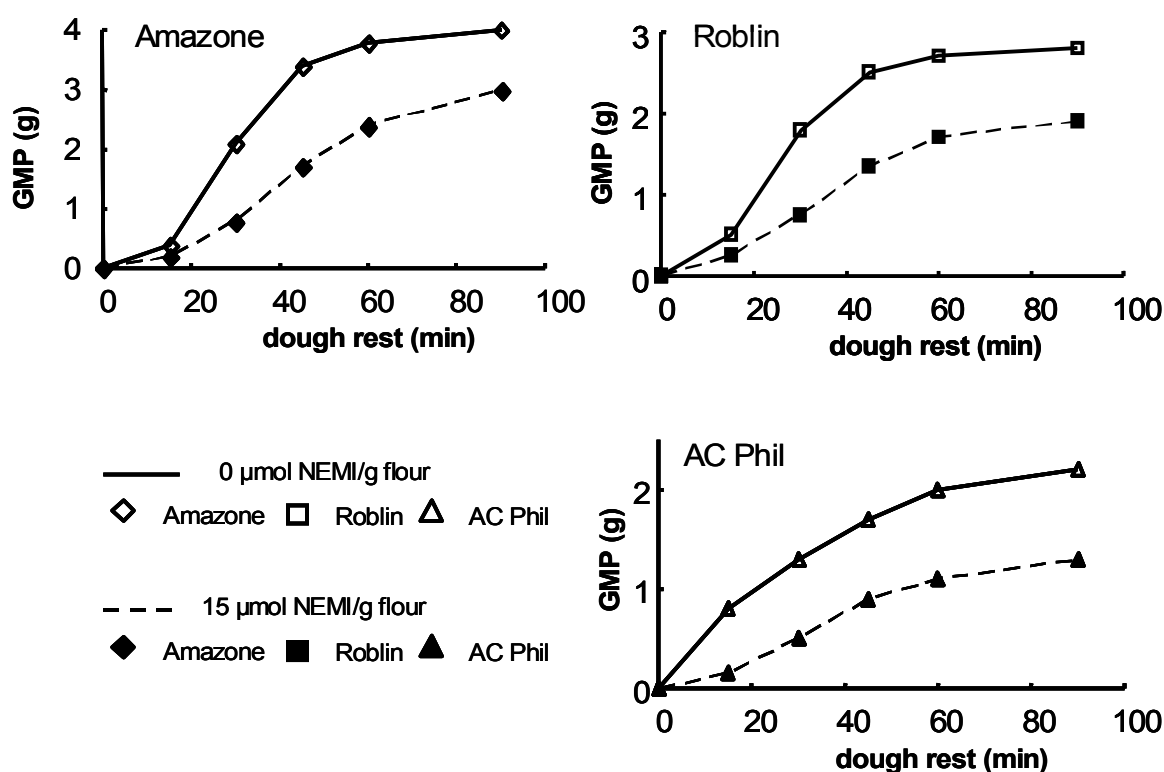 Amazone
4
3
2
1
0
GMP (g)
0 20 40 60 80 100
dough rest (min)
Roblin
3
2
1
0
GMP (g)
0 20 40 60 80 100
dough rest (min)
0 µmol NEMI/g flour
Amazone Roblin AC Phil
15 µmol NEMI/g flour
Amazone Roblin AC Phil
AC Phil
2
1
0
GMP (g)
0 20 40 60 80 100
dough rest (min)